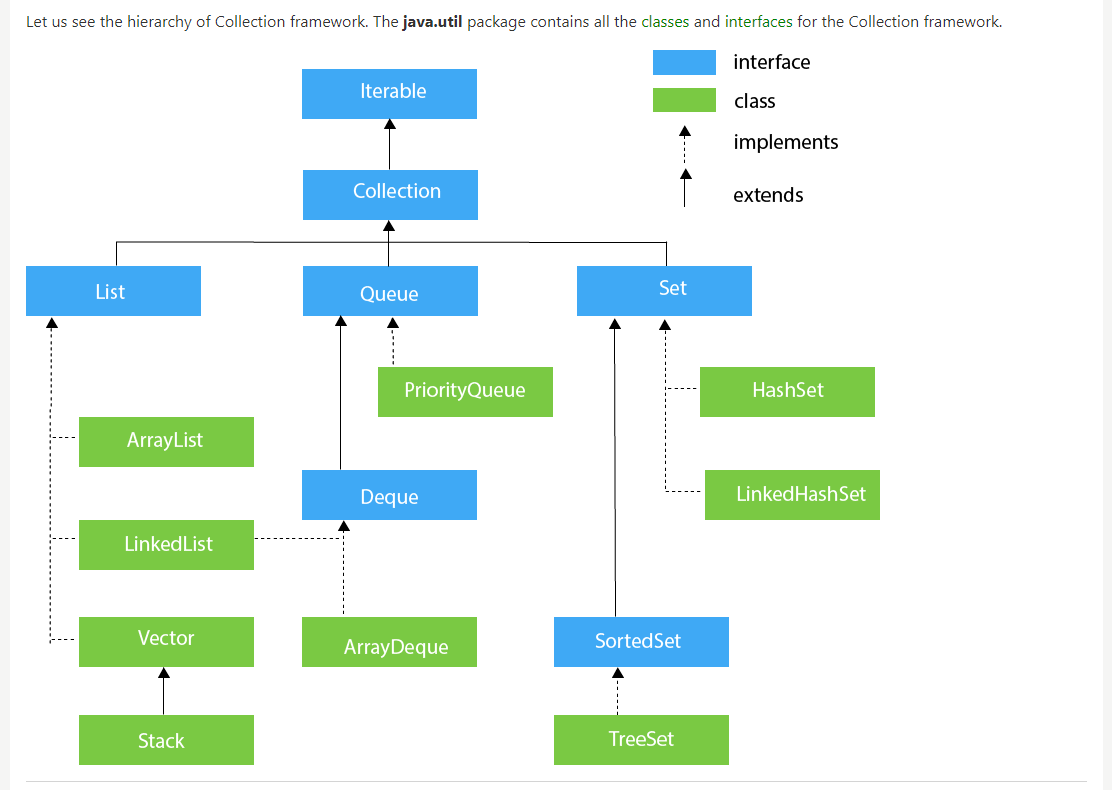 Let us see the hierarchy of Collection framework. The java.util package contains all the classes and interfaces for the Collection framework.
interface
Iterable
class
implements
Collection
extends
List
Queue
Set
PriorityQueue
HashSet
ArrayList
Deque
LinkedHashSet
LinkedList
Vector
ArrayDeque
SortedSet
Stack
TreeSet